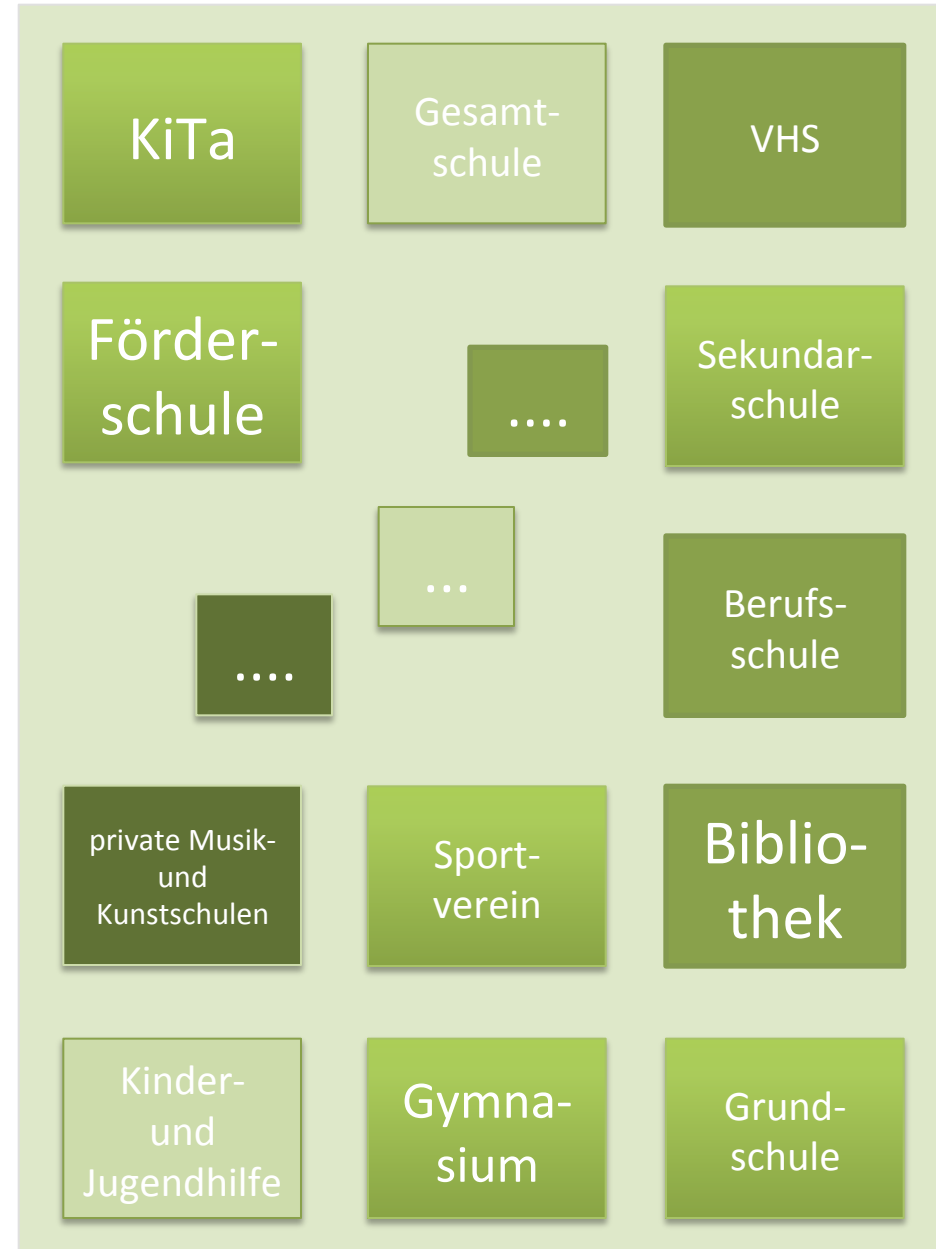 KiTa
Gesamt-
schule
VHS
Förder-
schule
....
Sekundar-
schule
...
....
Berufs-
schule
private Musik-
und
Kunstschulen
Sport-
verein
Biblio-
thek
Kinder-
und
Jugendhilfe
Gymna-
sium
Grund-
schule